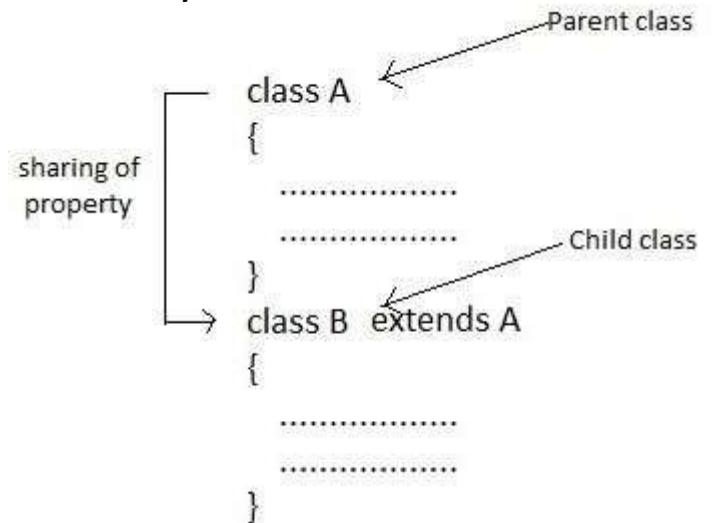 Parent class
class A
{
sharing of
property
..................
..................
}
Child class
class B extends A
{
..................
..................
}